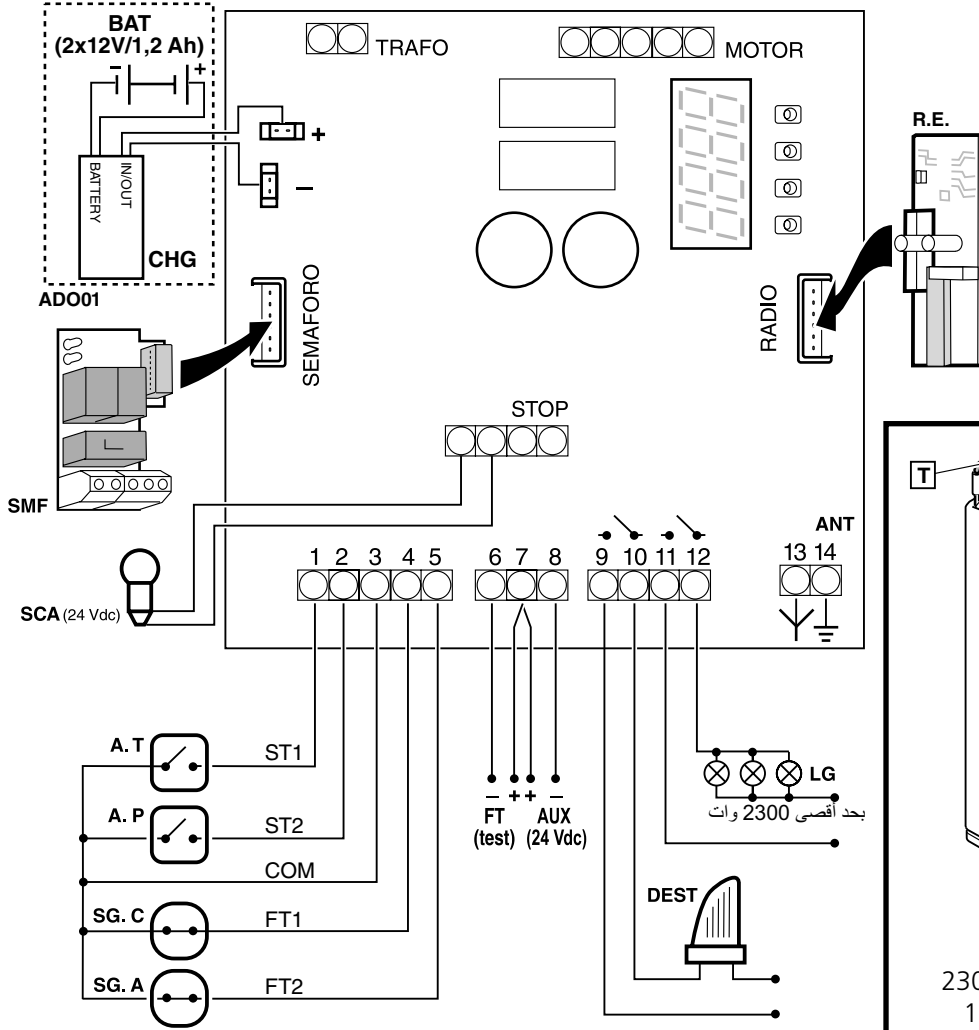 BAT
(2x12V/1,2 Ah)
– +
BATTERY
IN/OUT
CHG
ADO01
TRAFO
MOTOR
+
–
R.E.
SEMAFORO
RADIO
SMF
STOP
T
SCA (24 Vdc)
1 2 3 4 5
6 7 8
9 10 11 12
ANT
13 14
A. T
ST1
A. P
ST2
COM
SG. C
FT1
SG. A
FT2
– + + –
FT AUX
(test) (24 Vdc)
LG
بحد أقصى 2300 وات
DEST
230
1